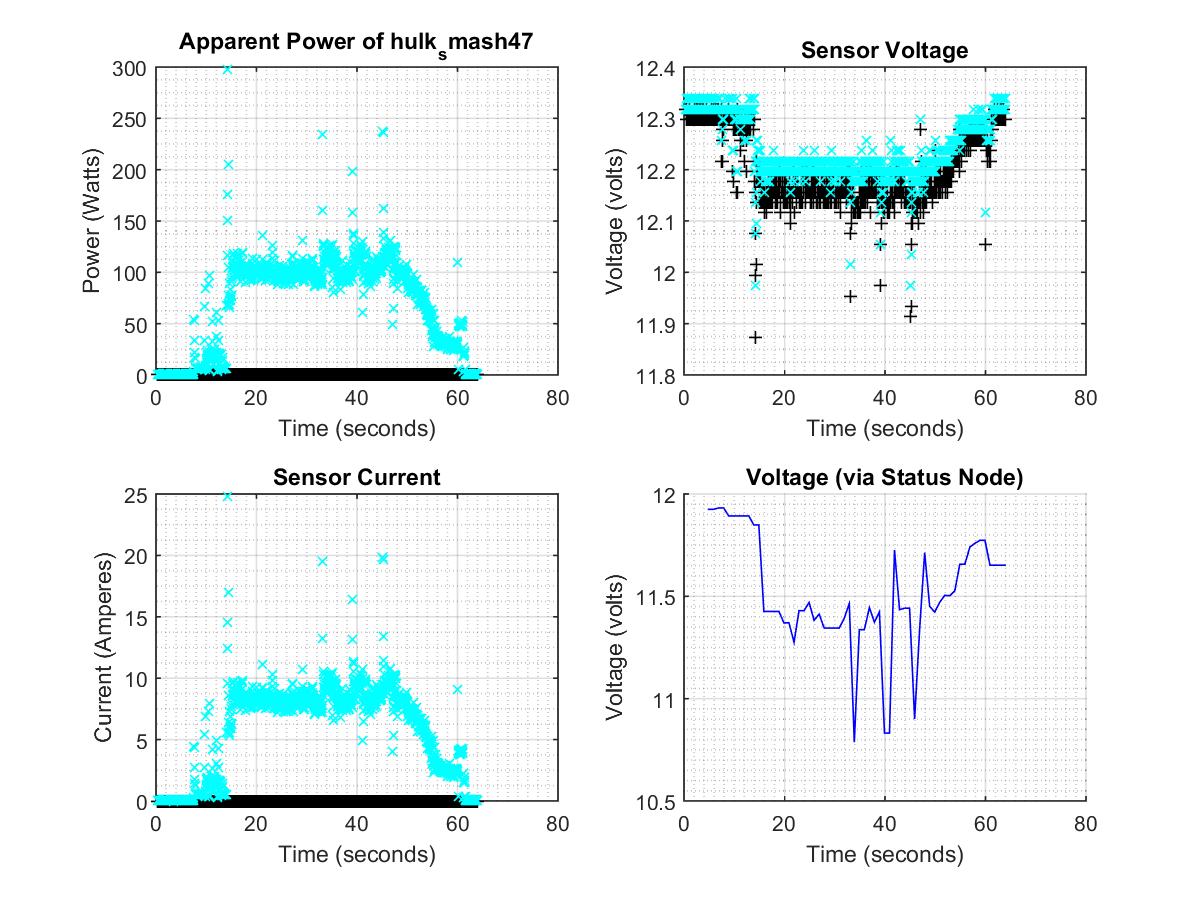 Apparent Power of hulksmash47
300
250
200
150
100
50
0
Power (Watts)
0 20 40 60 80
Time (seconds)
Sensor Voltage
12.4
12.3
12.2
12.1
12
11.9
11.8
Voltage (volts)
0 20 40 60 80
Time (seconds)
Sensor Current
25
20
15
10
5
0
Current (Amperes)
0 20 40 60 80
Time (seconds)
Voltage (via Status Node)
12
11.5
11
10.5
Voltage (volts)
0 20 40 60 80
Time (seconds)